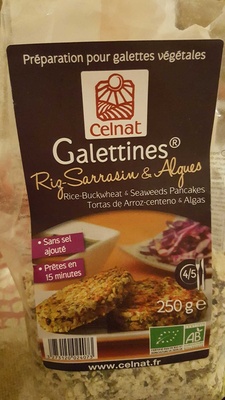 Préparation pour galettes végétales
celnat
Galettines®
Riz-Sarrasin & Algues
Rice-Buckwheat & Seaweeds Pancakes
Tortas de Arroz-centeno & Algas
• Sans sel
ajouté
• Prêtes en
15 minutes
4/5
250 g e
AB
www.celnat.fr